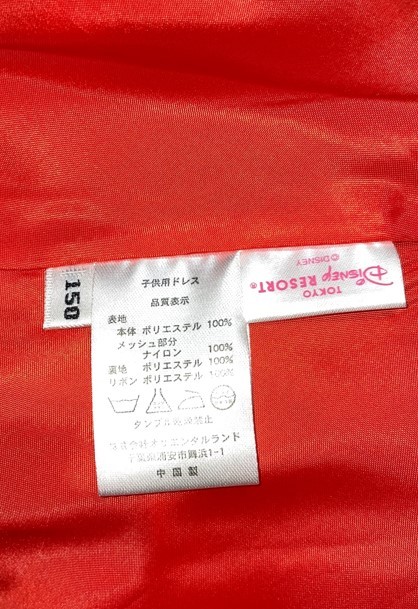 150
子供用ドレス
品質表示
表地
本体 ポリエステル 100%
メッシュ部分
ナイロン 100%
裏地 ポリエステル 100%
リボン ポリエステル 100%
タンブル乾燥禁止
株式会社オリエンタルランド
千葉県浦安市舞浜1-1
中国製
TOKYO
DISNEY RESORT®
© DISNEY